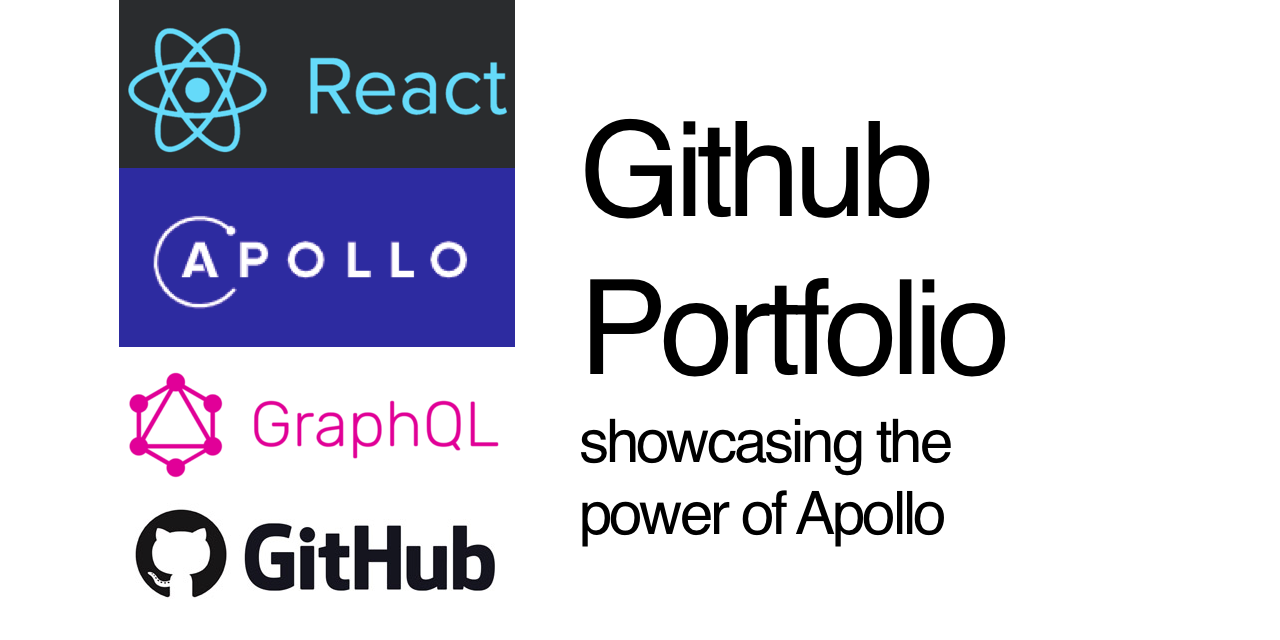 React
APOLLO
GraphQL
GitHub
Github
Portfolio
showcasing the
power of Apollo